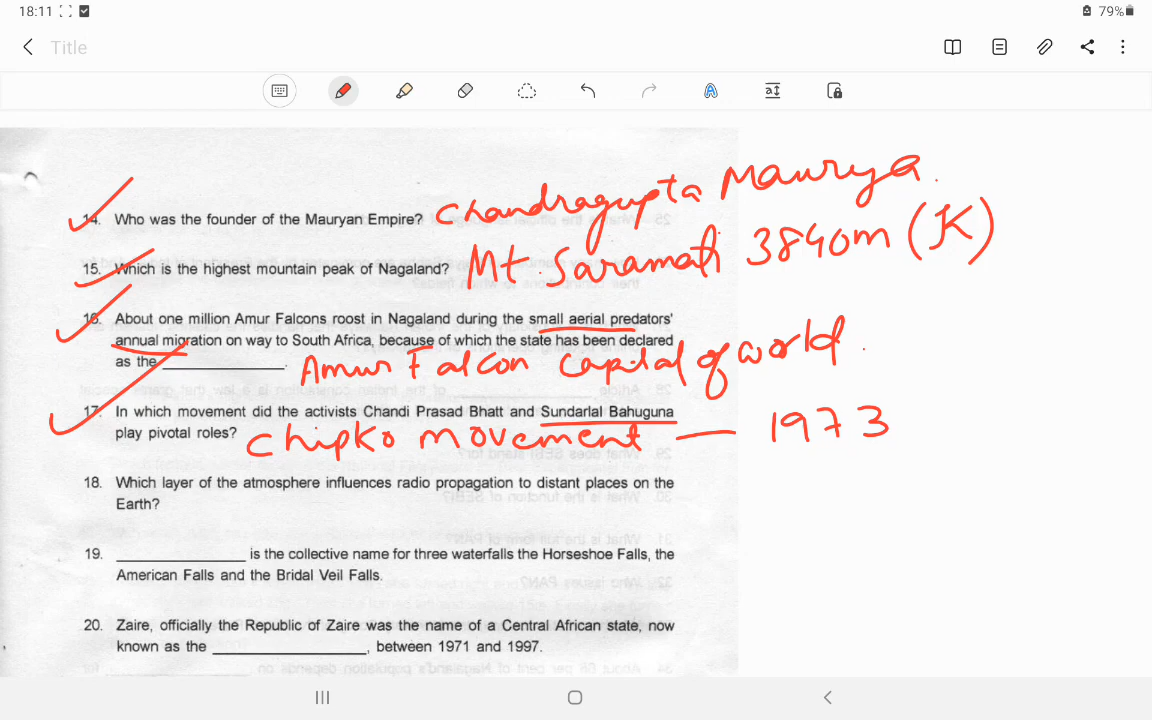 18:11
79%
Title
14. Who was the founder of the Mauryan Empire? Chandragupta Maurya.
15. Which is the highest mountain peak of Nagaland? Mt. Saramati 3840m (K)
16. About one million Amur Falcons roost in Nagaland during the small aerial predators'
annual migration on way to South Africa, because of which the state has been declared
as the ______________. Amur Falcon capital of world.
17. In which movement did the activists Chandi Prasad Bhatt and Sundarlal Bahuguna
play pivotal roles? Chipko movement — 1973
18. Which layer of the atmosphere influences radio propagation to distant places on the
Earth?
19. ______________ is the collective name for three waterfalls the Horseshoe Falls, the
American Falls and the Bridal Veil Falls.
20. Zaire, officially the Republic of Zaire was the name of a Central African state, now
known as the ______________, between 1971 and 1997.